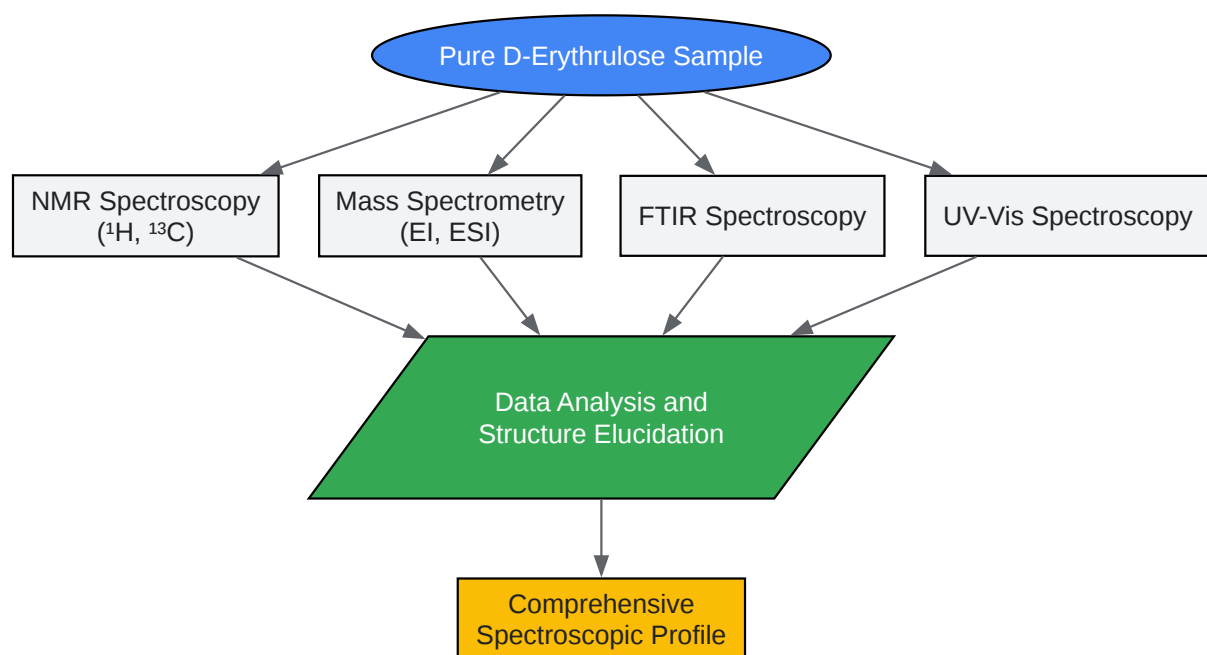 Pure D-Erythrulose Sample
NMR Spectroscopy
(¹H, ¹³C)
Mass Spectrometry
(EI, ESI)
FTIR Spectroscopy
UV-Vis Spectroscopy
Data Analysis and
Structure Elucidation
Comprehensive
Spectroscopic Profile